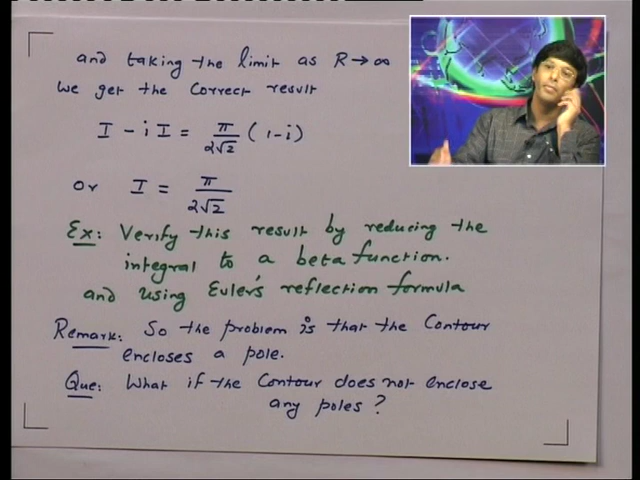 and taking the limit as R → ∞
we get the correct result
I - iI = π/2√2 (1-i)
or I = π/2√2
Ex: Verify this result by reducing the
integral to a beta function.
and using Euler's reflection formula
Remark: So the problem is that the Contour
encloses a pole.
Que: What if the Contour does not enclose
any poles?